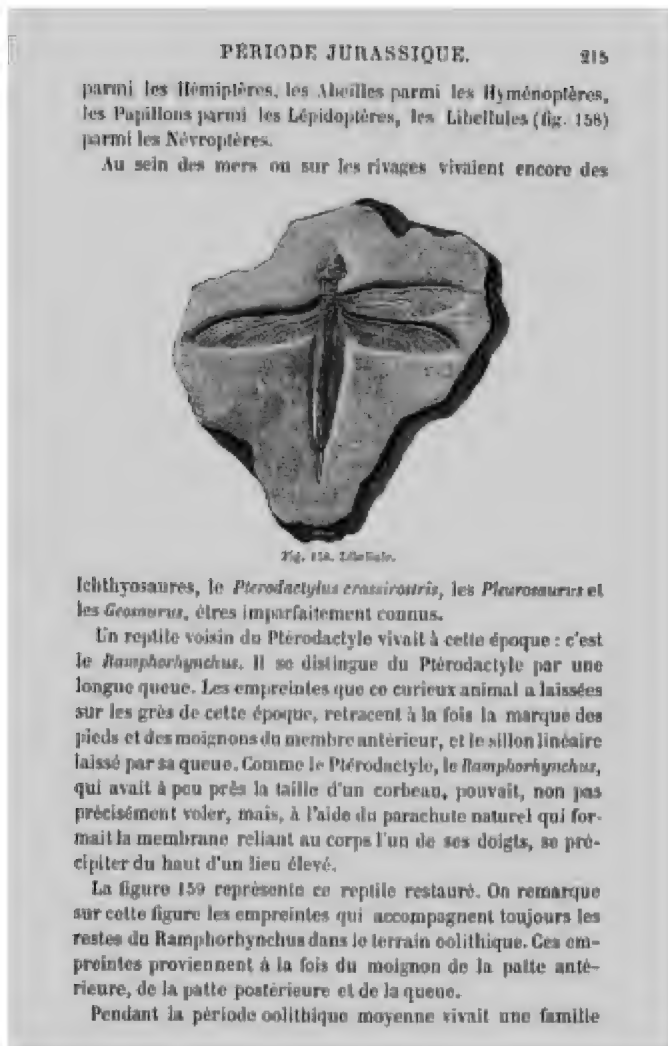 PÉRIODE JURASSIQUE. 215
parmi les Hémiptères, les Abeilles parmi les Hyménoptères,
les Papillons parmi les Lépidoptères, les Libellules (fig. 158)
parmi les Névroptères.
Au sein des mers ou sur les rivages vivaient encore des
Fig. 158. Libellule.
Ichthyosaures, le Pterodactylus crassirostris, les Pleurosaurus et
les Geosaurus, êtres imparfaitement connus.
Un reptile voisin du Ptérodactyle vivait à cette époque : c'est
le Ramphorhynchus. Il se distingue du Ptérodactyle par une
longue queue. Les empreintes que ce curieux animal a laissées
sur les grès de cette époque, retracent à la fois la marque des
pieds et des moignons du membre antérieur, et le sillon linéaire
laissé par sa queue. Comme le Ptérodactyle, le Ramphorhynchus,
qui avait à peu près la taille d'un corbeau, pouvait, non pas
précisément voler, mais, à l'aide du parachute naturel qui for-
mait la membrane reliant au corps l'un de ses doigts, se pré-
cipiter du haut d'un lieu élevé.
La figure 159 représente ce reptile restauré. On remarque
sur cette figure les empreintes qui accompagnent toujours les
restes du Ramphorhynchus dans le terrain oolithique. Ces em-
preintes proviennent à la fois du moignon de la patte anté-
rieure, de la patte postérieure et de la queue.
Pendant la période oolithique moyenne vivait une famille